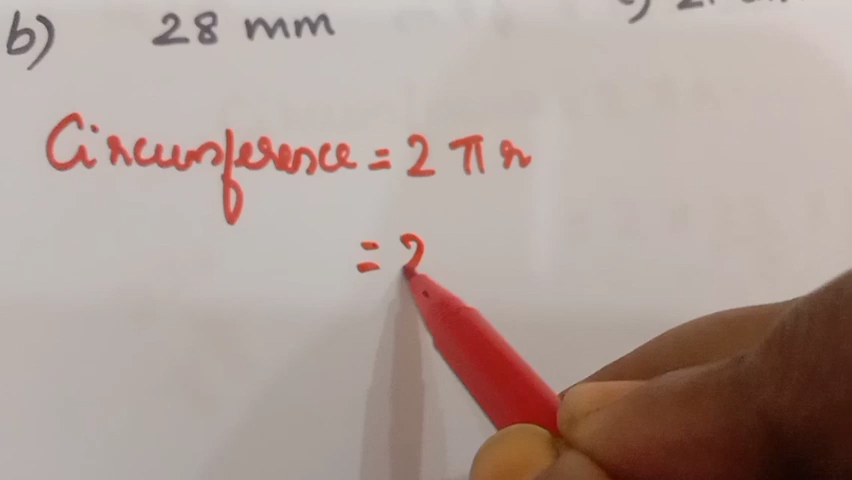 b) 28 mm
Circumference = 2 π r
= 2